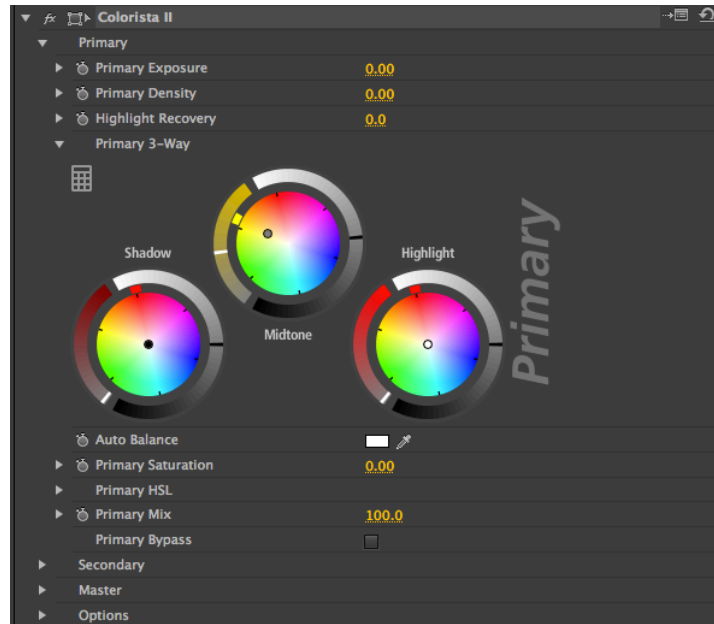 fx Colorista II
Primary
Primary Exposure 0.00
Primary Density 0.00
Highlight Recovery 0.0
Primary 3-Way
Shadow
Midtone
Highlight
Primary
Auto Balance
Primary Saturation 0.00
Primary HSL
Primary Mix 100.0
Primary Bypass
Secondary
Master
Options